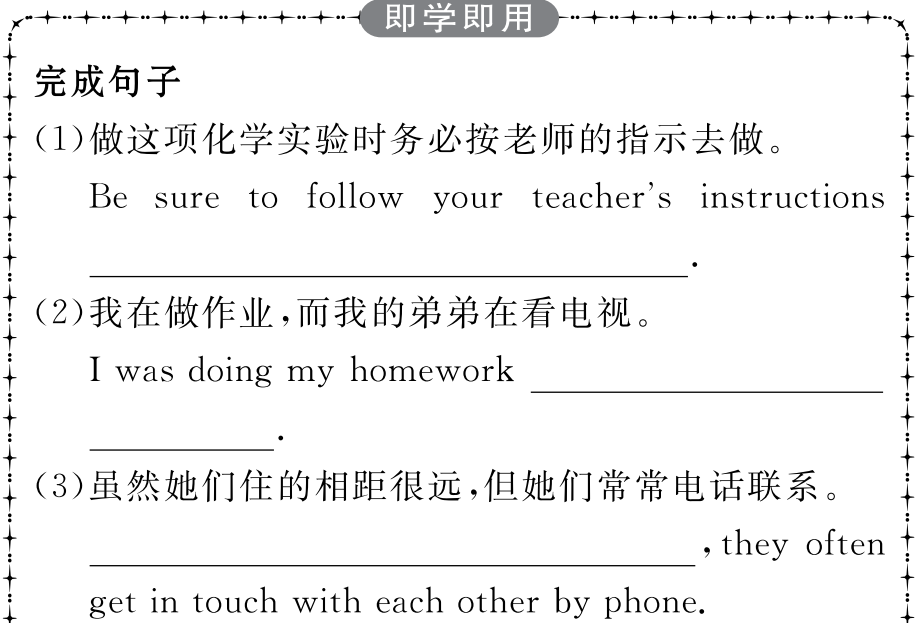 即学即用
完成句子
(1)做这项化学实验时务必按老师的指示去做。
Be sure to follow your teacher's instructions
.
(2)我在做作业,而我的弟弟在看电视。
I was doing my homework
.
(3)虽然她们住的相距很远,但她们常常电话联系。
, they often
get in touch with each other by phone.